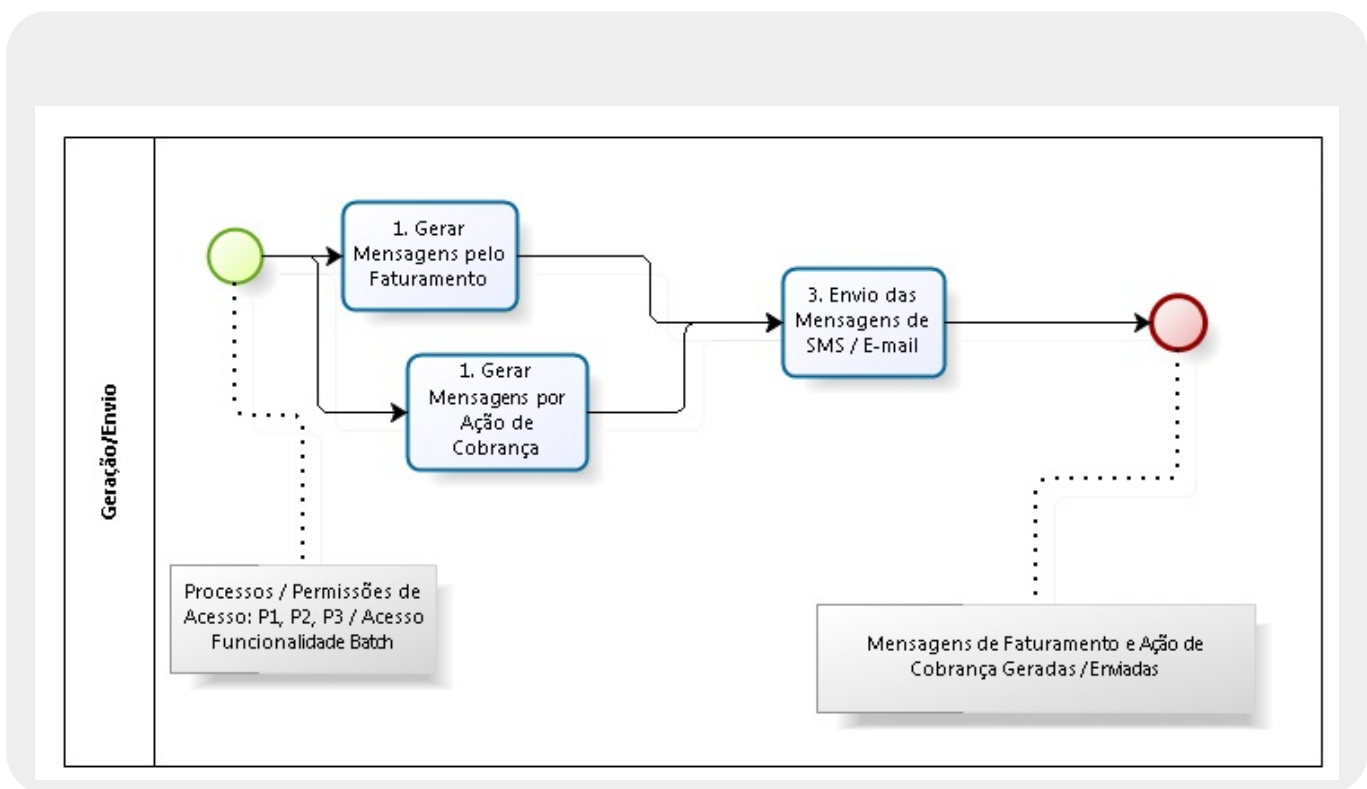 Geração/Envio
1. Gerar
Mensagens pelo
Faturamento
1. Gerar
Mensagens por
Ação de
Cobrança
3. Envio das
Mensagens de
SMS / E-mail
Processos / Permissões de
Acesso: P1, P2, P3 / Acesso
Funcionalidade Batch
Mensagens de Faturamento e Ação de
Cobrança Geradas / Enviadas